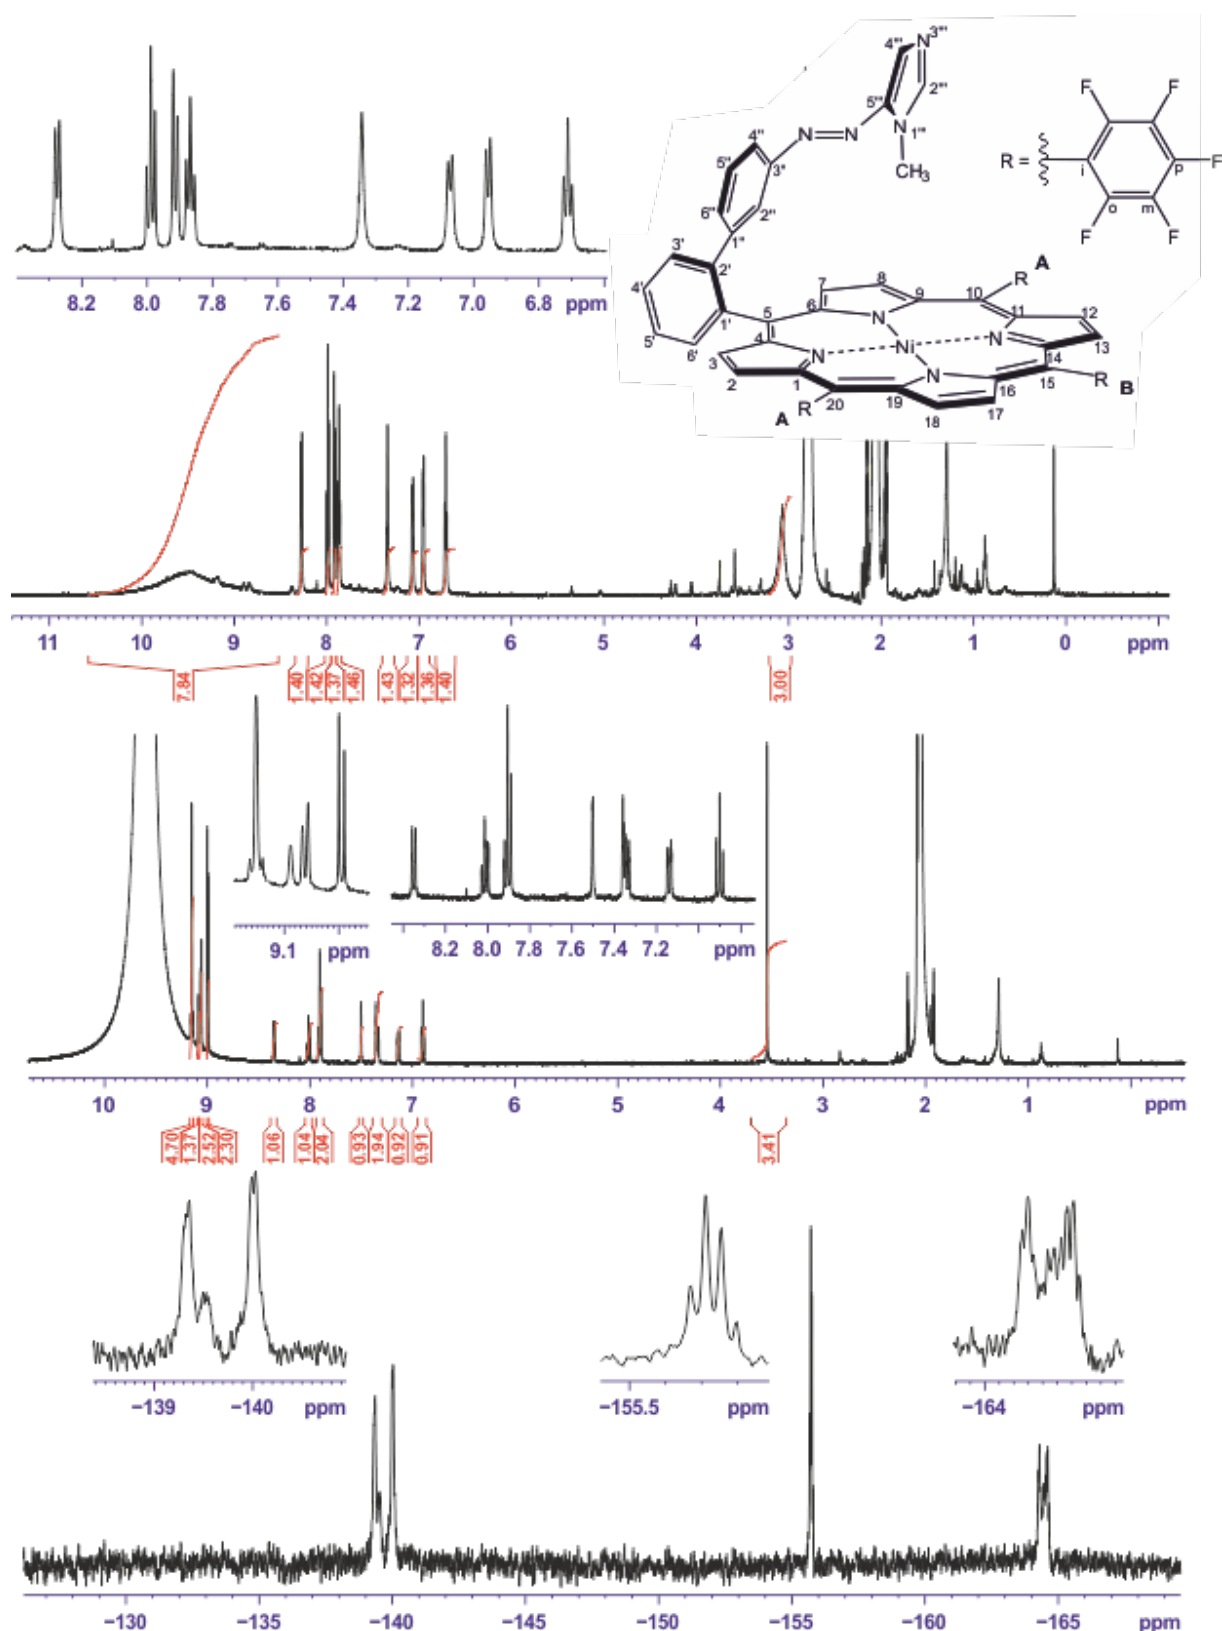 4''' N 3'''
5''' 2'''
N 1'''
CH₃
N=N
4''
5'' 3''
6'' 2''
1''
3'
4' 2'
1'
5' 6'
R =
F F
F
F F
i o m p
A
R
7 8 9 10 11 12
5 6 13
4 N N
3 N Ni N 14
2 1 16 15 R B
A R 20 19 18 17
8.2 8.0 7.8 7.6 7.4 7.2 7.0 6.8 ppm
11 10 9 8 7 6 5 4 3 2 1 0 ppm
7.84 1.40 1.42 1.37 1.46 1.43 1.32 1.36 1.40 3.00
9.1 ppm
8.2 8.0 7.8 7.6 7.4 7.2 ppm
10 9 8 7 6 5 4 3 2 1 ppm
4.70 1.37 2.52 2.30 1.06 1.04 2.04 0.93 1.94 0.92 0.91 3.41
−139 −140 ppm
−155.5 ppm
−164 ppm
−130 −135 −140 −145 −150 −155 −160 −165 ppm